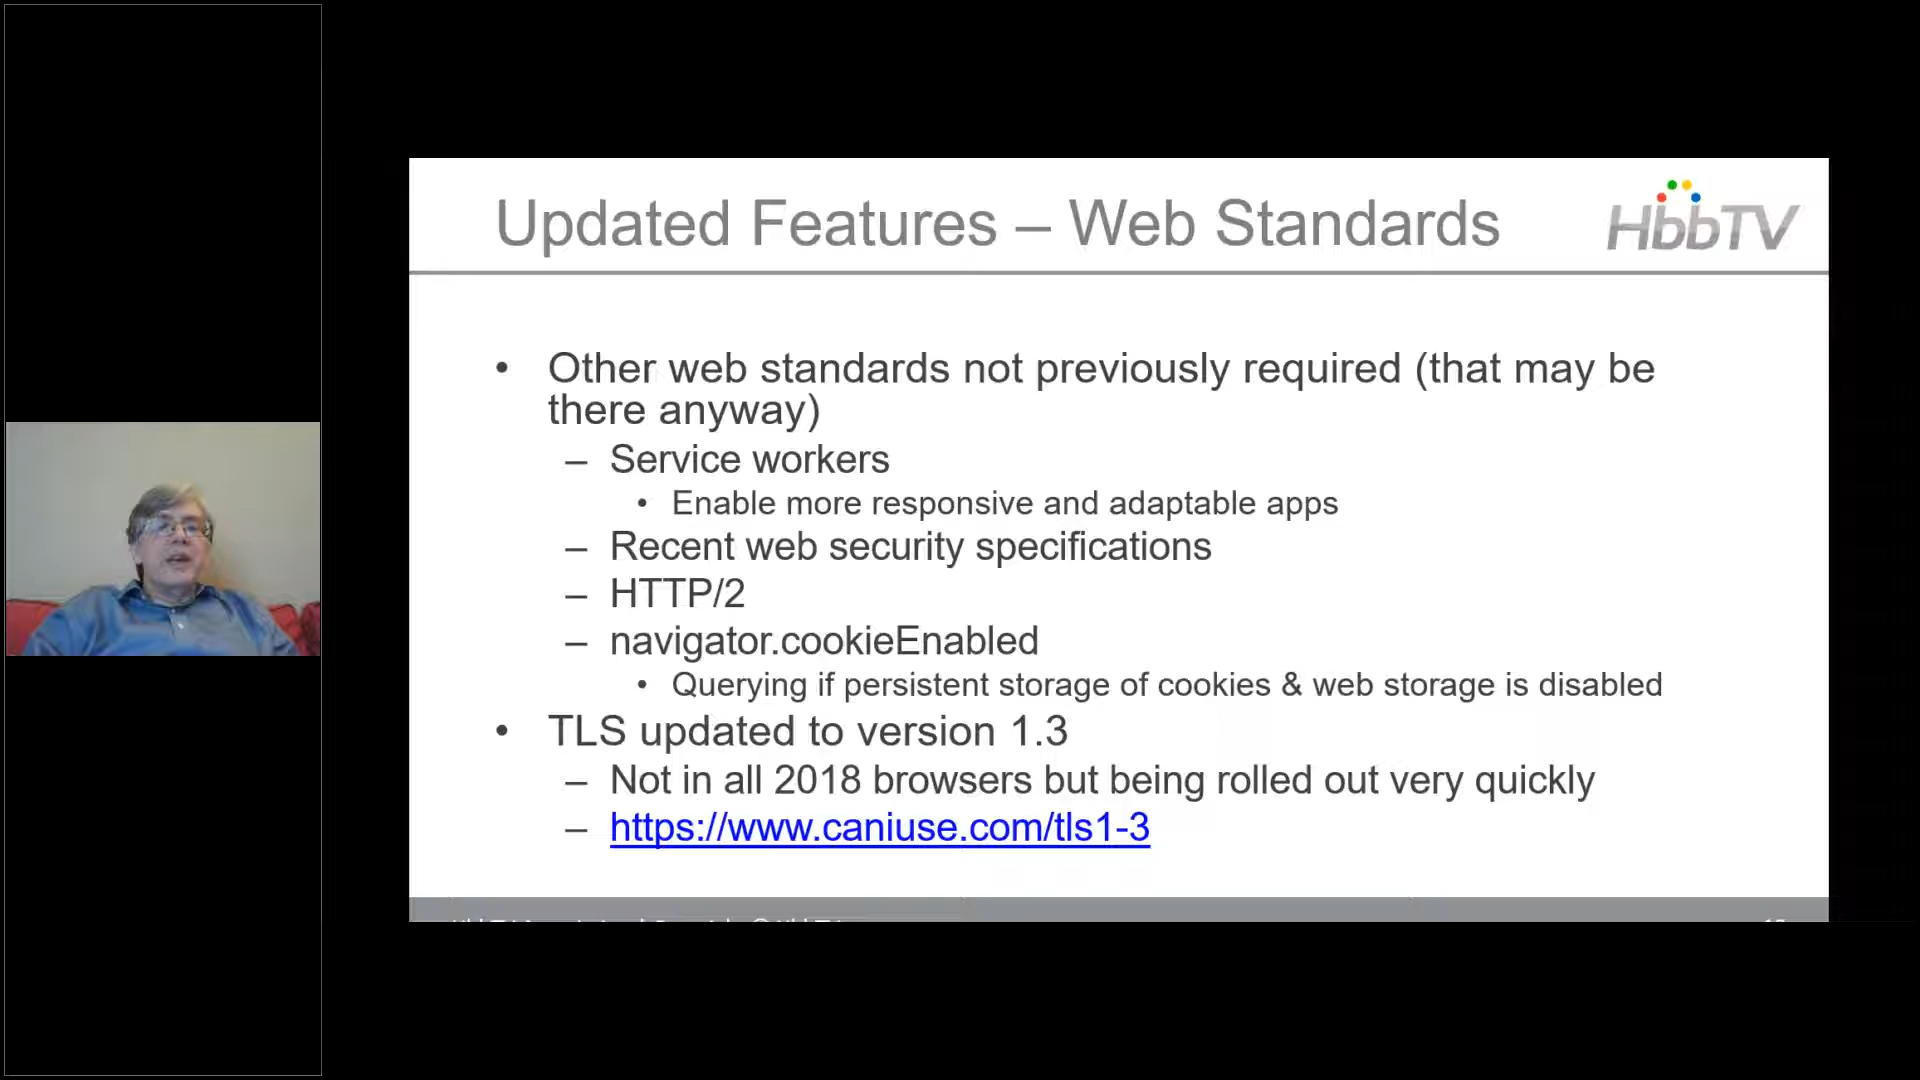 Updated Features – Web Standards
HbbTV
• Other web standards not previously required (that may be
there anyway)
– Service workers
• Enable more responsive and adaptable apps
– Recent web security specifications
– HTTP/2
– navigator.cookieEnabled
• Querying if persistent storage of cookies & web storage is disabled
• TLS updated to version 1.3
– Not in all 2018 browsers but being rolled out very quickly
– https://www.caniuse.com/tls1-3